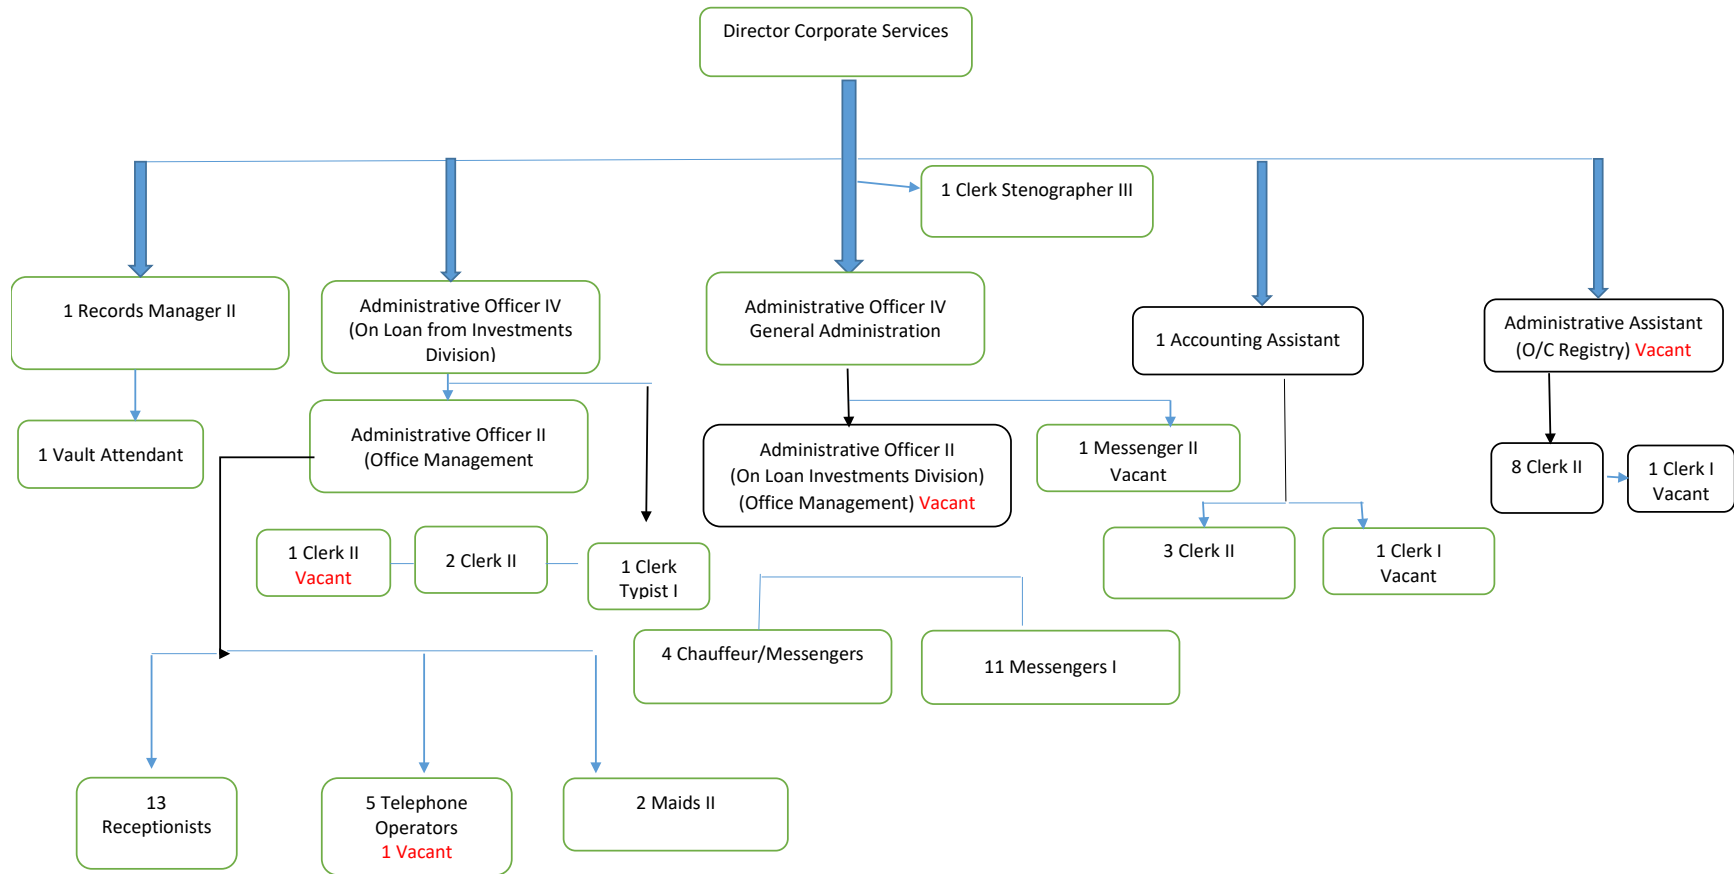 Director Corporate Services
1 Clerk Stenographer III
1 Records Manager II
Administrative Officer IV
(On Loan from Investments
Division)
Administrative Officer IV
General Administration
1 Accounting Assistant
Administrative Assistant
(O/C Registry) Vacant
1 Vault Attendant
Administrative Officer II
(Office Management
Administrative Officer II
(On Loan Investments Division)
(Office Management) Vacant
1 Messenger II
Vacant
8 Clerk II
1 Clerk I
Vacant
1 Clerk II
Vacant
2 Clerk II
1 Clerk
Typist I
3 Clerk II
1 Clerk I
Vacant
4 Chauffeur/Messengers
11 Messengers I
13
Receptionists
5 Telephone
Operators
1 Vacant
2 Maids II